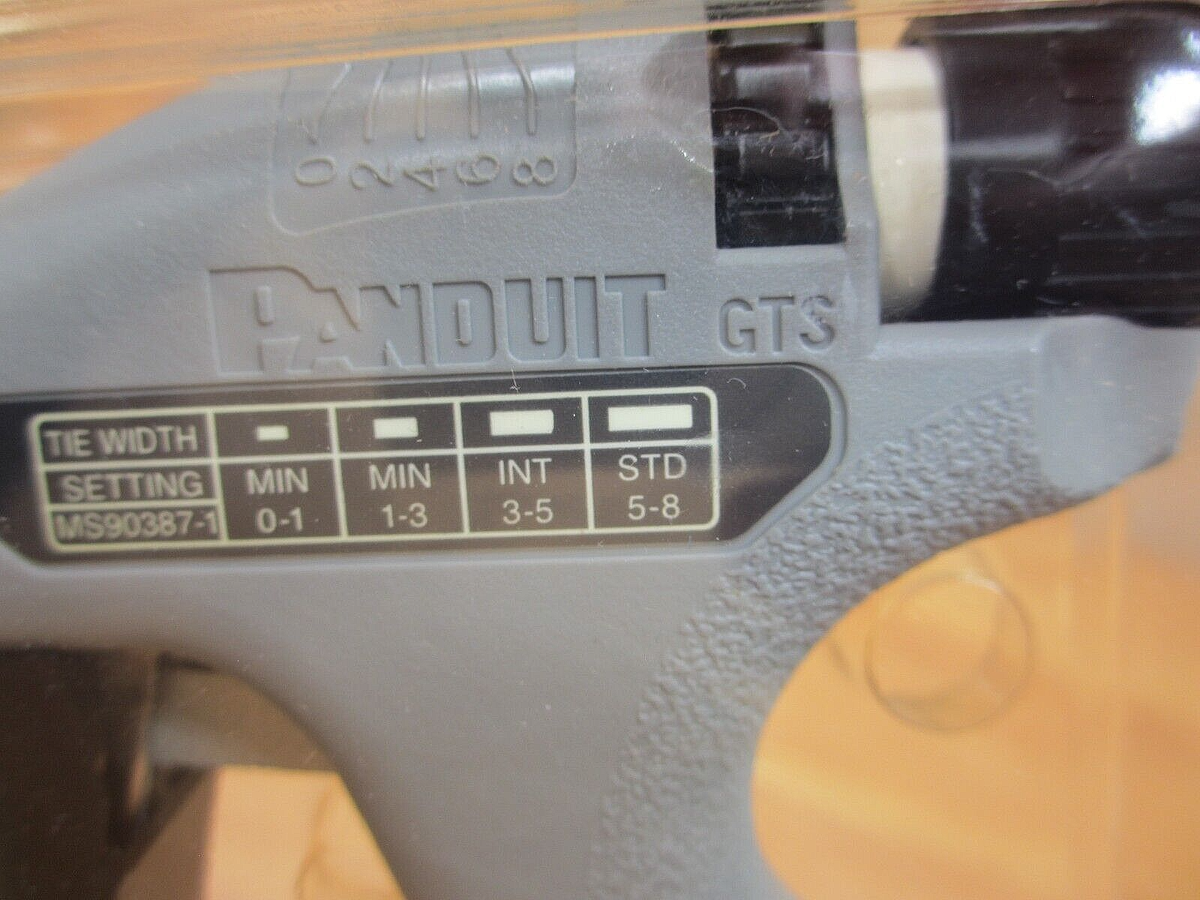 0 2 4 6 8
PANDUIT GTS
TIE WIDTH
SETTING MIN MIN INT STD
MS90387-1 0-1 1-3 3-5 5-8